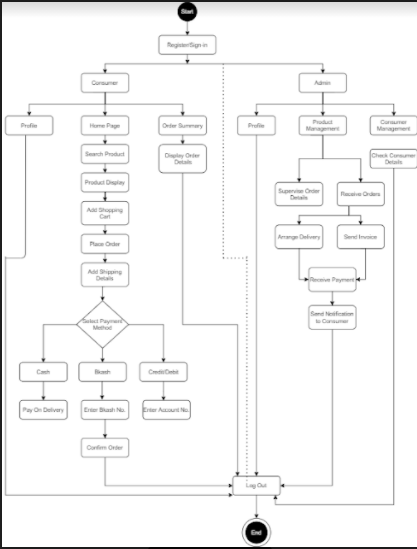 Start
Register/Sign in
Consumer
Admin
Profile
Home Page
Order Summary
Profile
Product
Management
Consumer
Management
Search Product
Display Order
Details
Check Consumer
Details
Product Display
Supervise Order
Details
Receive Orders
Add Shopping
Cart
Place Order
Arrange Delivery
Send Invoice
Add Shipping
Details
Receive Payment
Select Payment
Method
Send Notification
to Consumer
Cash
Bkash
Credit/Debit
Pay On Delivery
Enter Bkash No.
Enter Account No.
Confirm Order
Log Out
End